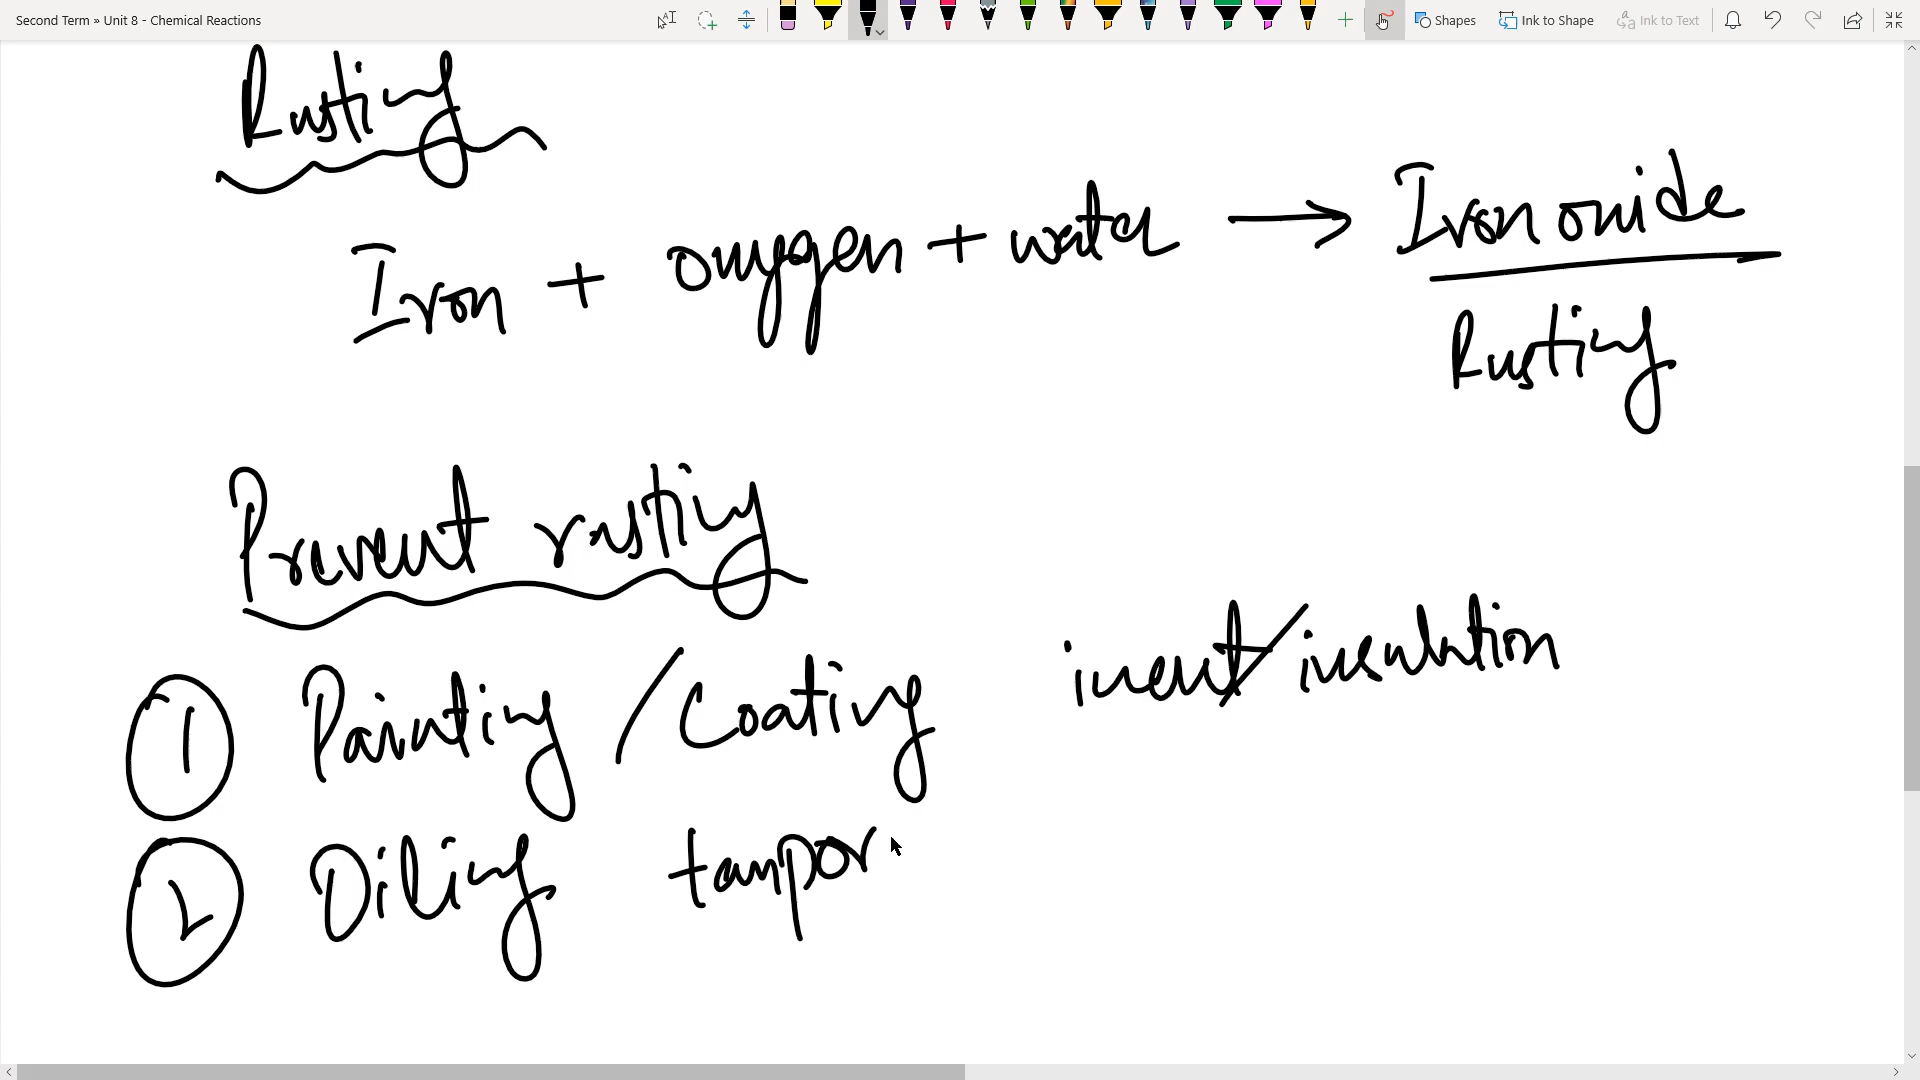 Second Term » Unit 8 - Chemical Reactions
Shapes
Ink to Shape
Ink to Text
Rusting
Iron + oxygen + water → Iron oxide
Rusting
Prevent rusting
1 Painting / Coating inert/insulation
2 Oiling tempor